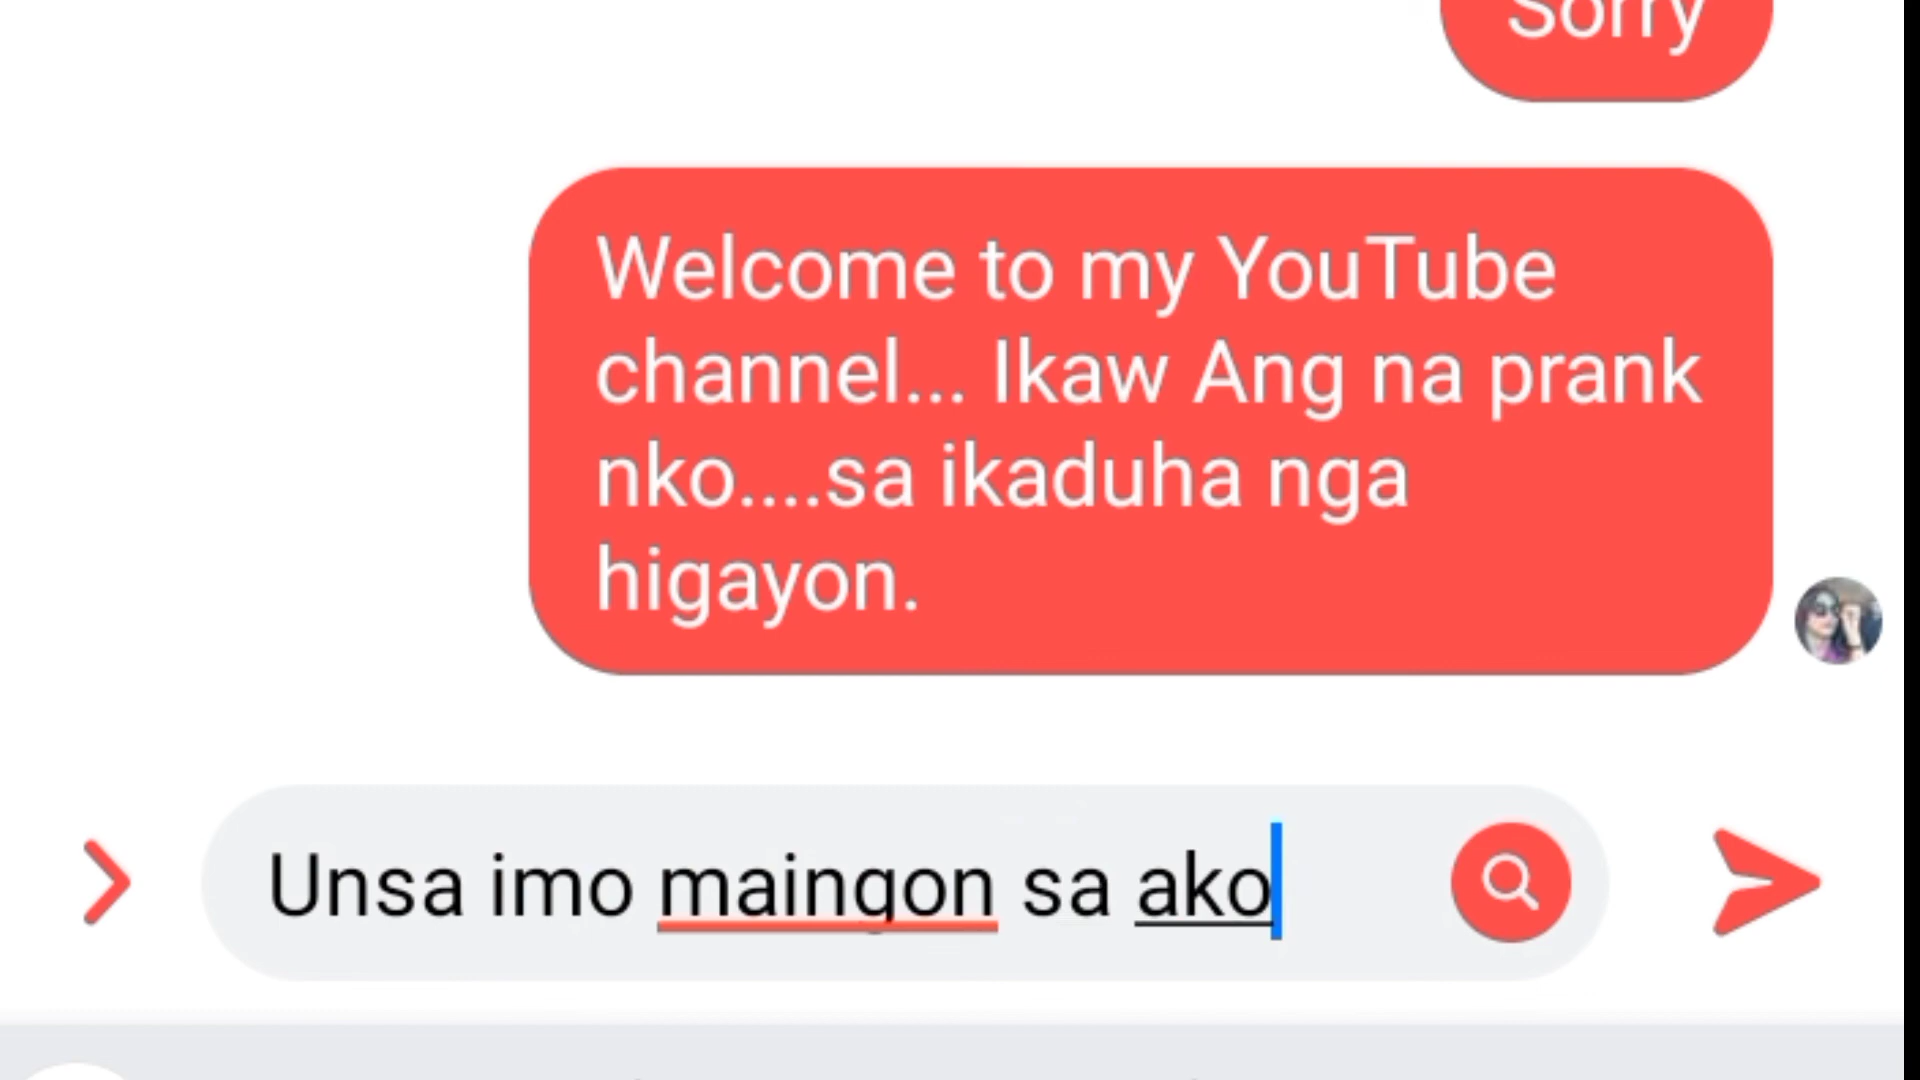 Sorry
Welcome to my YouTube
channel... Ikaw Ang na prank
nko....sa ikaduha nga
higayon.
Unsa imo maingon sa ako